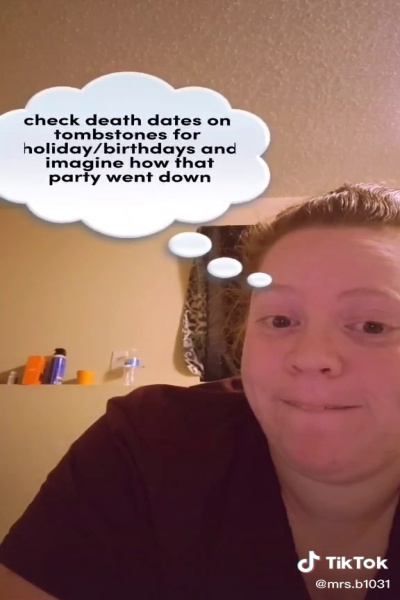 check death dates on
tombstones for
holiday/birthdays and
imagine how that
party went down
TikTok
@mrs.b1031